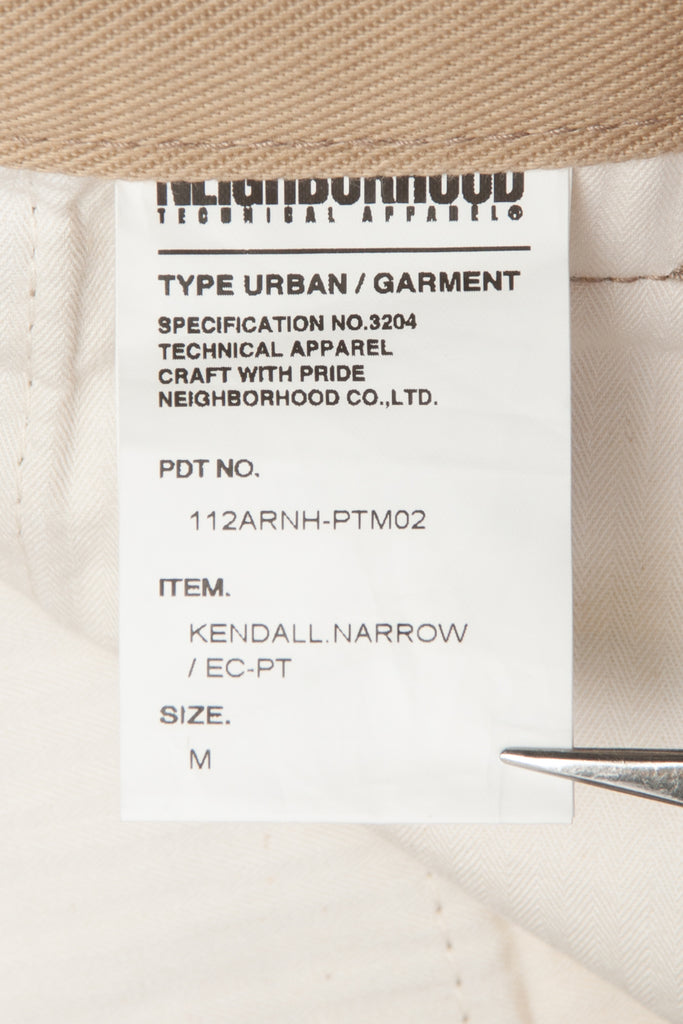 NEIGHBORHOOD
TECHNICAL APPAREL®
TYPE URBAN / GARMENT
SPECIFICATION NO.3204
TECHNICAL APPAREL
CRAFT WITH PRIDE
NEIGHBORHOOD CO.,LTD.
PDT NO.
112ARNH-PTM02
ITEM.
KENDALL.NARROW
/ EC-PT
SIZE.
M